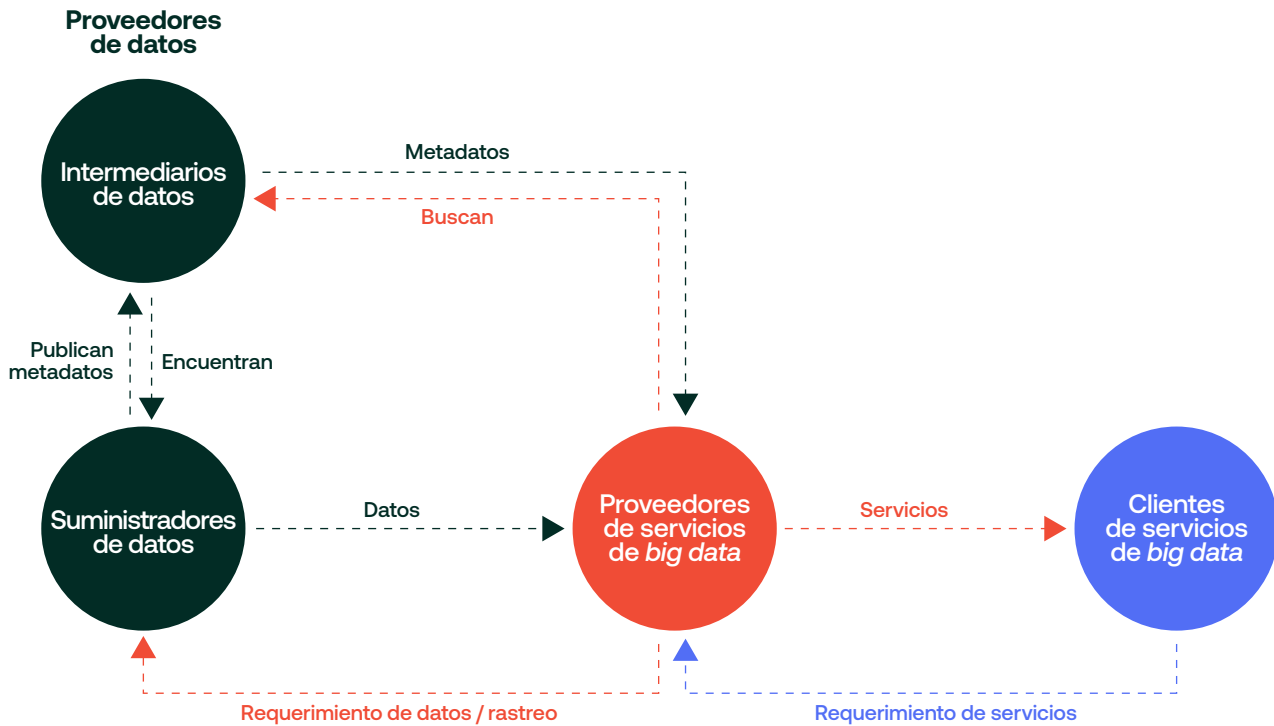 Proveedores
de datos
Intermediarios
de datos
Metadatos
Buscan
Publican
metadatos
Encuentran
Suministradores
de datos
Datos
Proveedores
de servicios
de big data
Servicios
Clientes
de servicios
de big data
Requerimiento de datos / rastreo
Requerimiento de servicios